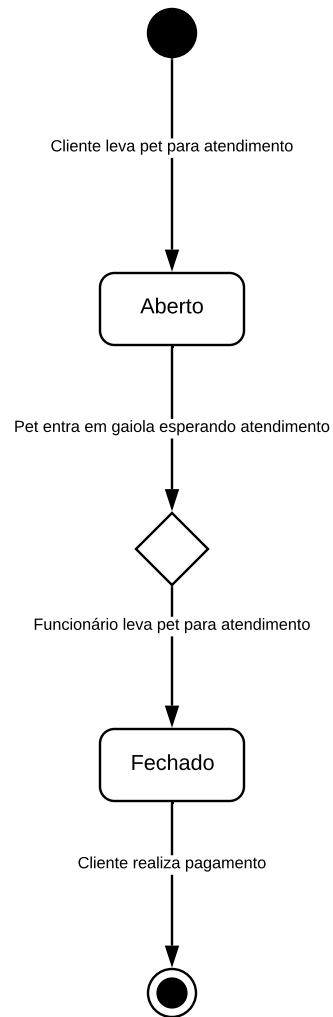 Cliente leva pet para atendimento
Aberto
Pet entra em gaiola esperando atendimento
Funcionário leva pet para atendimento
Fechado
Cliente realiza pagamento